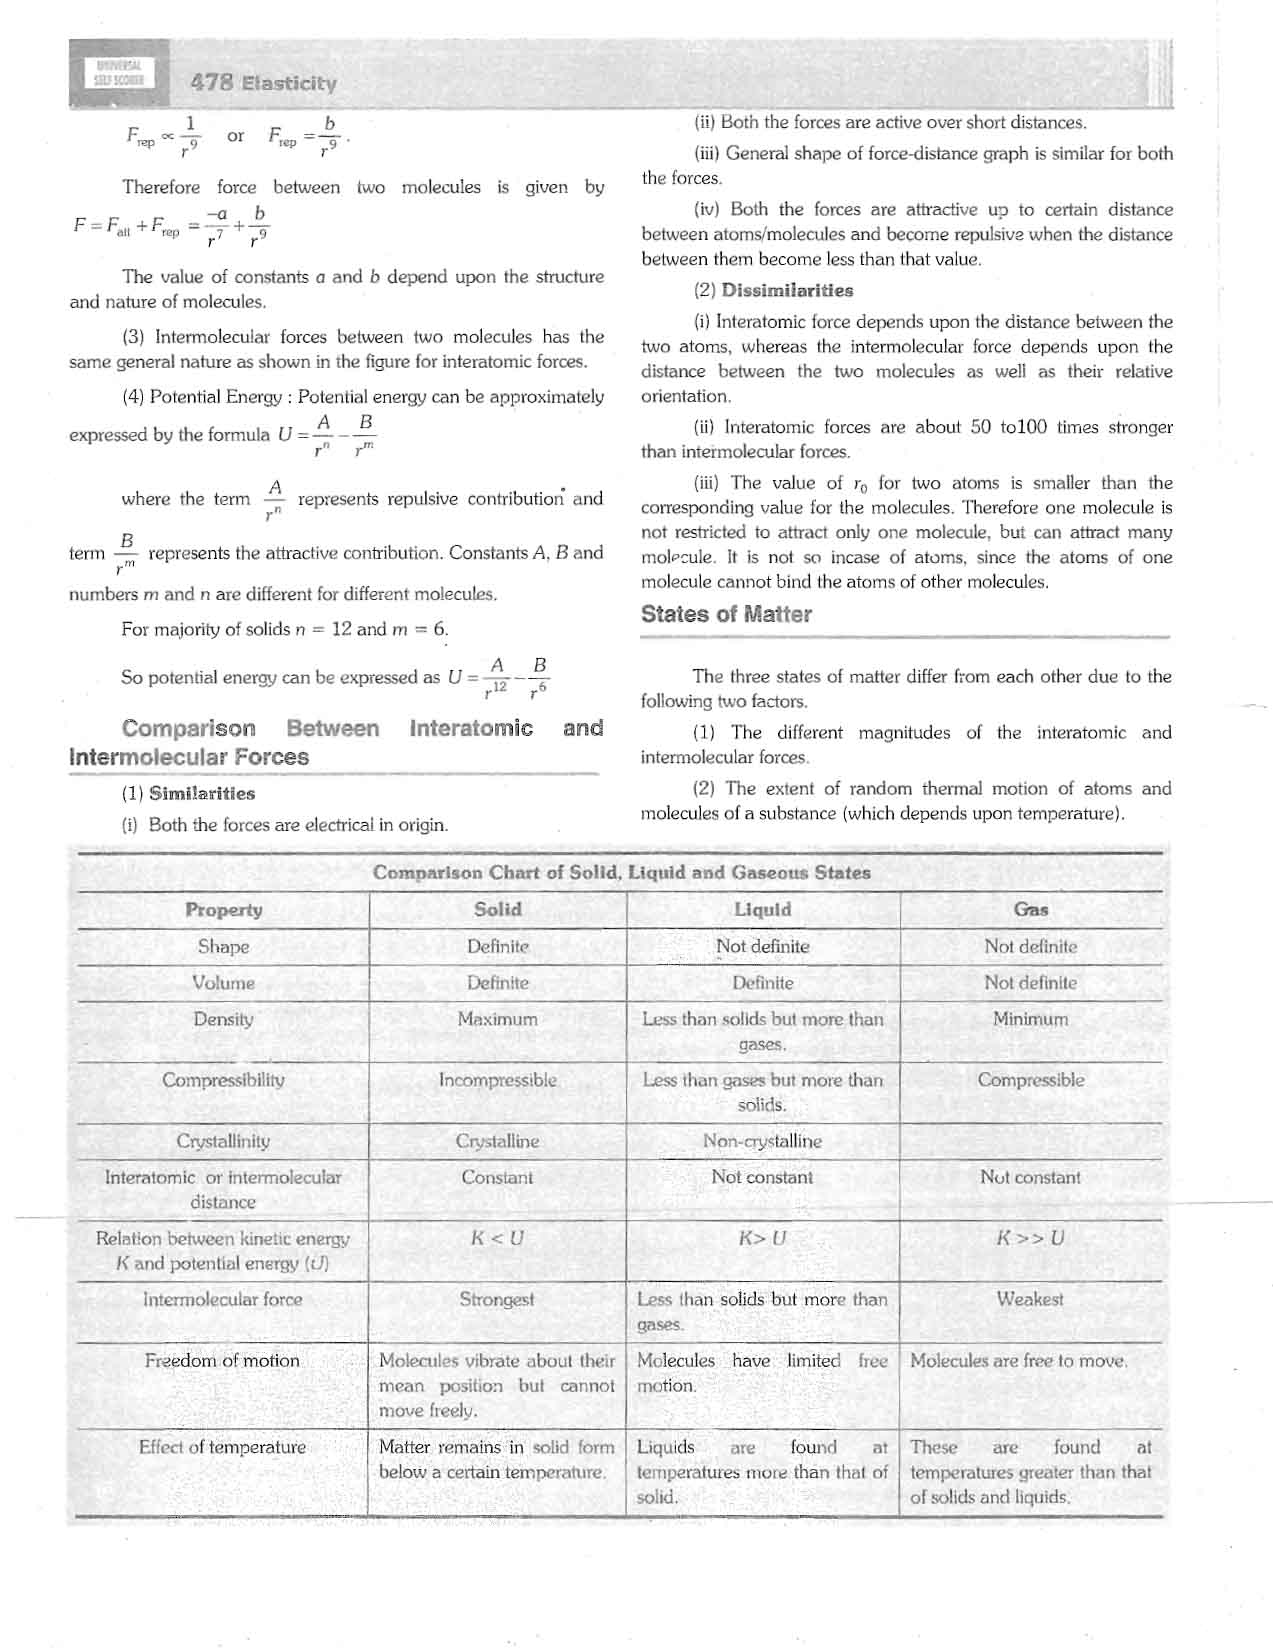 UNIVERSAL
SELF SCORER
478 Elasticity
F_rep ∝ 1/r^9 or F_rep = b/r^9 .
Therefore force between two molecules is given by
F = F_att + F_rep = -a/r^7 + b/r^9
The value of constants a and b depend upon the structure
and nature of molecules.
(3) Intermolecular forces between two molecules has the
same general nature as shown in the figure for interatomic forces.
(4) Potential Energy : Potential energy can be approximately
expressed by the formula U = A/r^n − B/r^m
where the term A/r^n represents repulsive contribution and
term B/r^m represents the attractive contribution. Constants A, B and
numbers m and n are different for different molecules.
For majority of solids n = 12 and m = 6.
So potential energy can be expressed as U = A/r^12 − B/r^6
Comparison Between Interatomic and
Intermolecular Forces
(1) Similarities
(i) Both the forces are electrical in origin.
(ii) Both the forces are active over short distances.
(iii) General shape of force-distance graph is similar for both
the forces.
(iv) Both the forces are attractive up to certain distance
between atoms/molecules and become repulsive when the distance
between them become less than that value.
(2) Dissimilarities
(i) Interatomic force depends upon the distance between the
two atoms, whereas the intermolecular force depends upon the
distance between the two molecules as well as their relative
orientation.
(ii) Interatomic forces are about 50 to100 times stronger
than intermolecular forces.
(iii) The value of r_0 for two atoms is smaller than the
corresponding value for the molecules. Therefore one molecule is
not restricted to attract only one molecule, but can attract many
molecule. It is not so incase of atoms, since the atoms of one
molecule cannot bind the atoms of other molecules.
States of Matter
The three states of matter differ from each other due to the
following two factors.
(1) The different magnitudes of the interatomic and
intermolecular forces.
(2) The extent of random thermal motion of atoms and
molecules of a substance (which depends upon temperature).
Comparison Chart of Solid, Liquid and Gaseous States
Property Solid Liquid Gas
Shape Definite Not definite Not definite
Volume Definite Definite Not definite
Density Maximum Less than solids but more than Minimum
gases.
Compressibility Incompressible Less than gases but more than Compressible
solids.
Crystallinity Crystalline Non-crystalline
Interatomic or intermolecular Constant Not constant Not constant
distance
Relation between kinetic energy K < U K> U K >> U
K and potential energy (U)
Intermolecular force Strongest Less than solids but more than Weakest
gases.
Freedom of motion Molecules vibrate about their Molecules have limited free Molecules are free to move.
mean position but cannot motion.
move freely.
Effect of temperature Matter remains in solid form Liquids are found at These are found at
below a certain temperature. temperatures more than that of temperatures greater than that
solid. of solids and liquids.